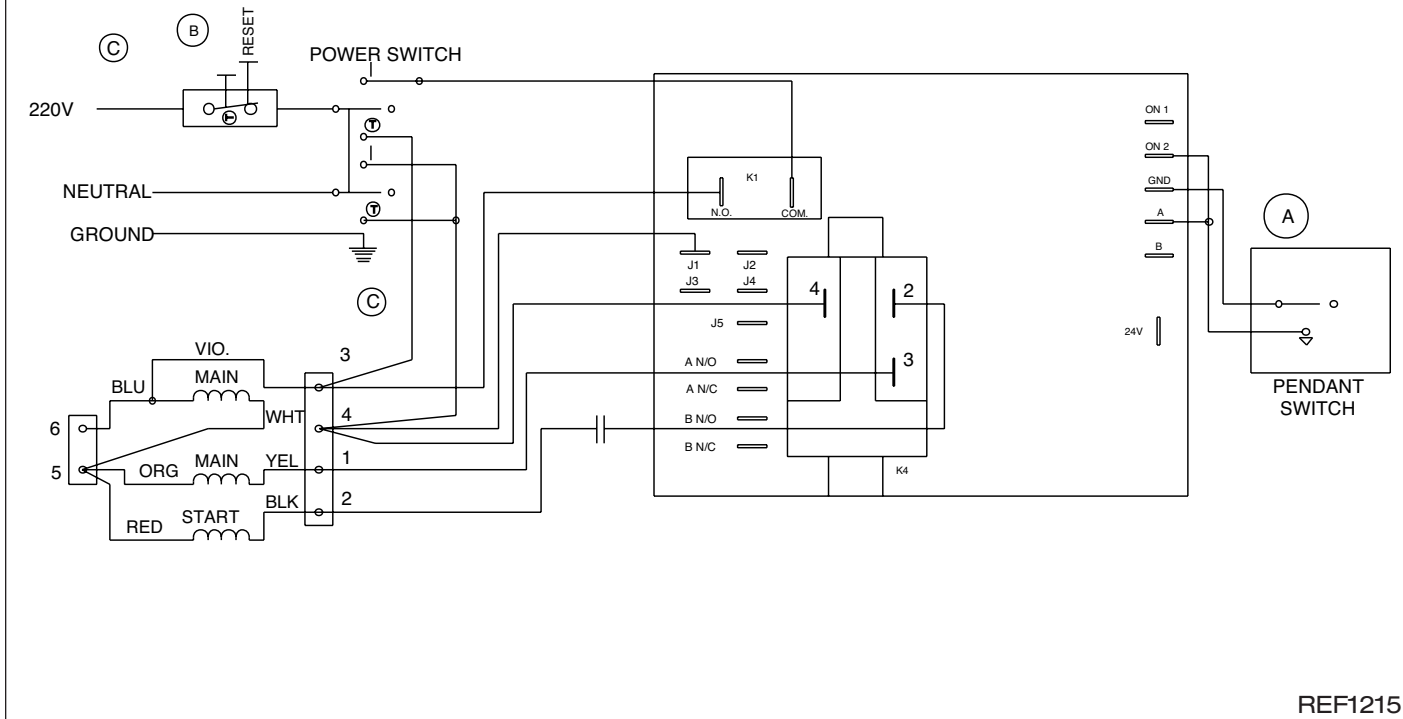 B
RESET
C
POWER SWITCH
I
220V
T
T
I
NEUTRAL
T
GROUND
C
ON 1
ON 2
GND
A
B
24V
A
PENDANT
SWITCH
K1
N.O.
COM.
J1
J2
J3
J4
J5
4
2
3
A N/O
A N/C
B N/O
B N/C
K4
VIO.
BLU
MAIN
WHT
3
4
1
2
6
5
ORG
MAIN
YEL
BLK
RED
START
REF1215